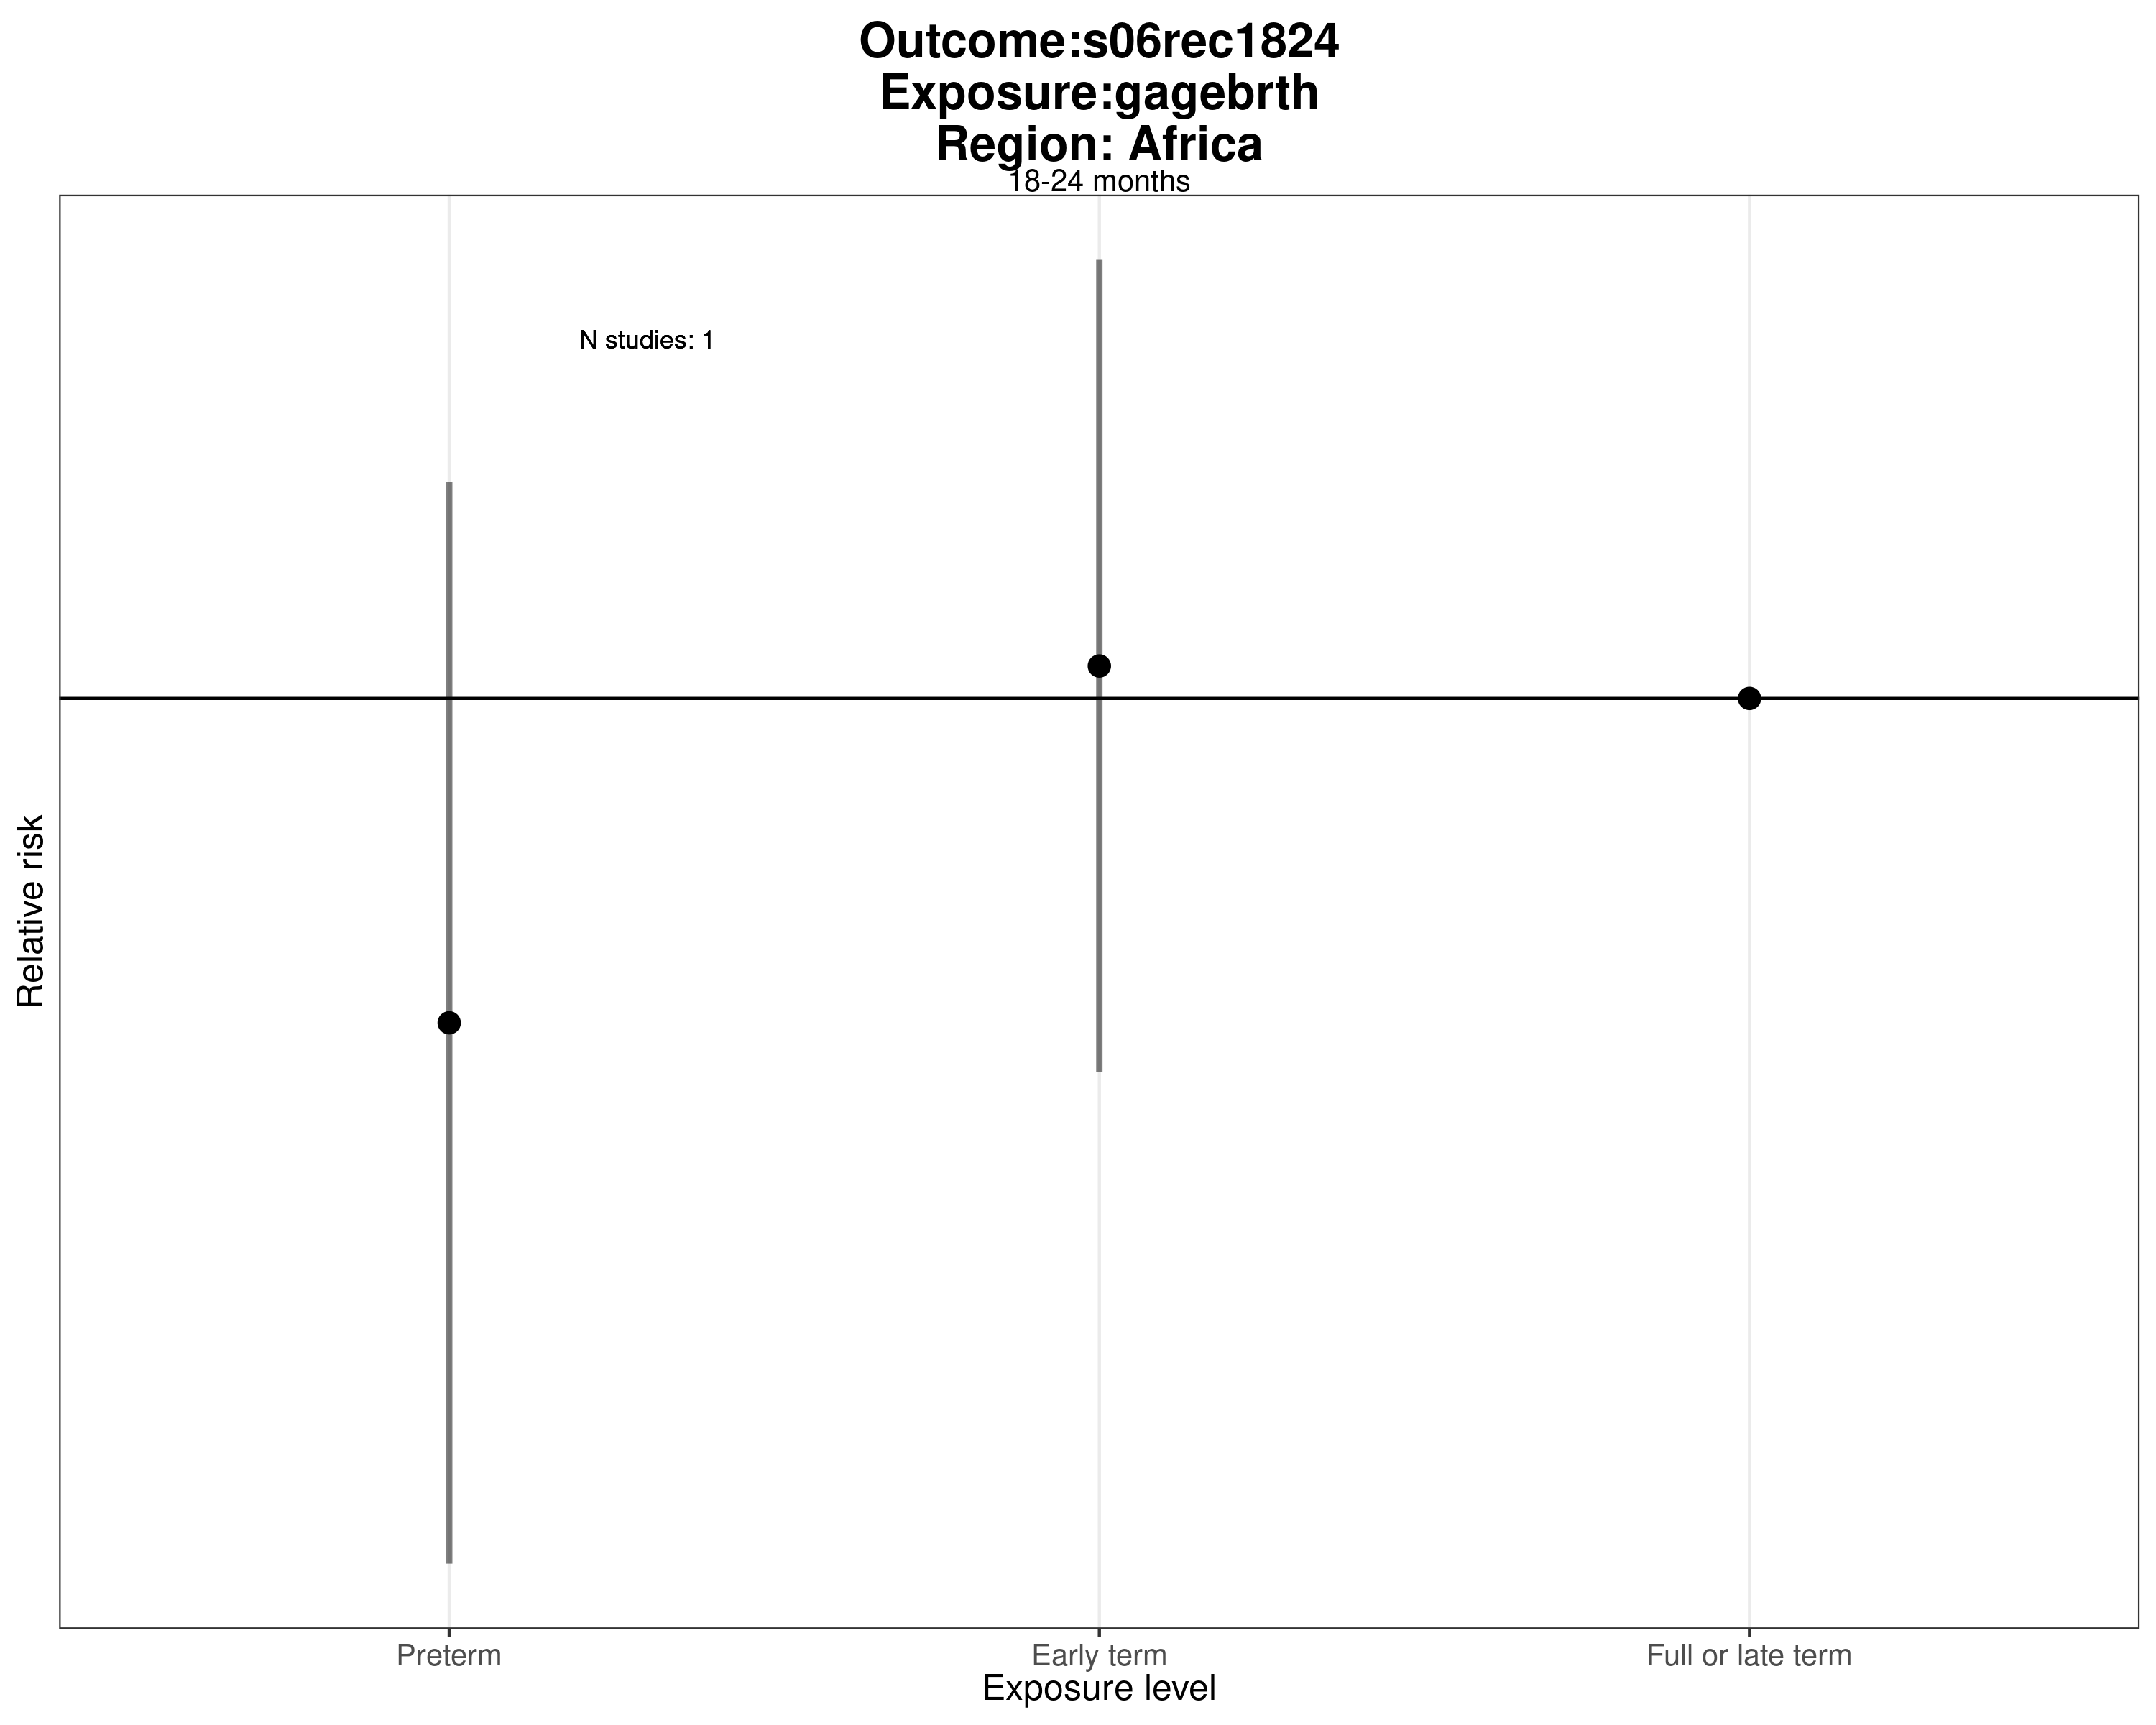 Outcome:s06rec1824
Exposure:gagebrth
Region: Africa
18-24 months
N studies: 1
Relative risk
Preterm
Early term
Full or late term
Exposure level